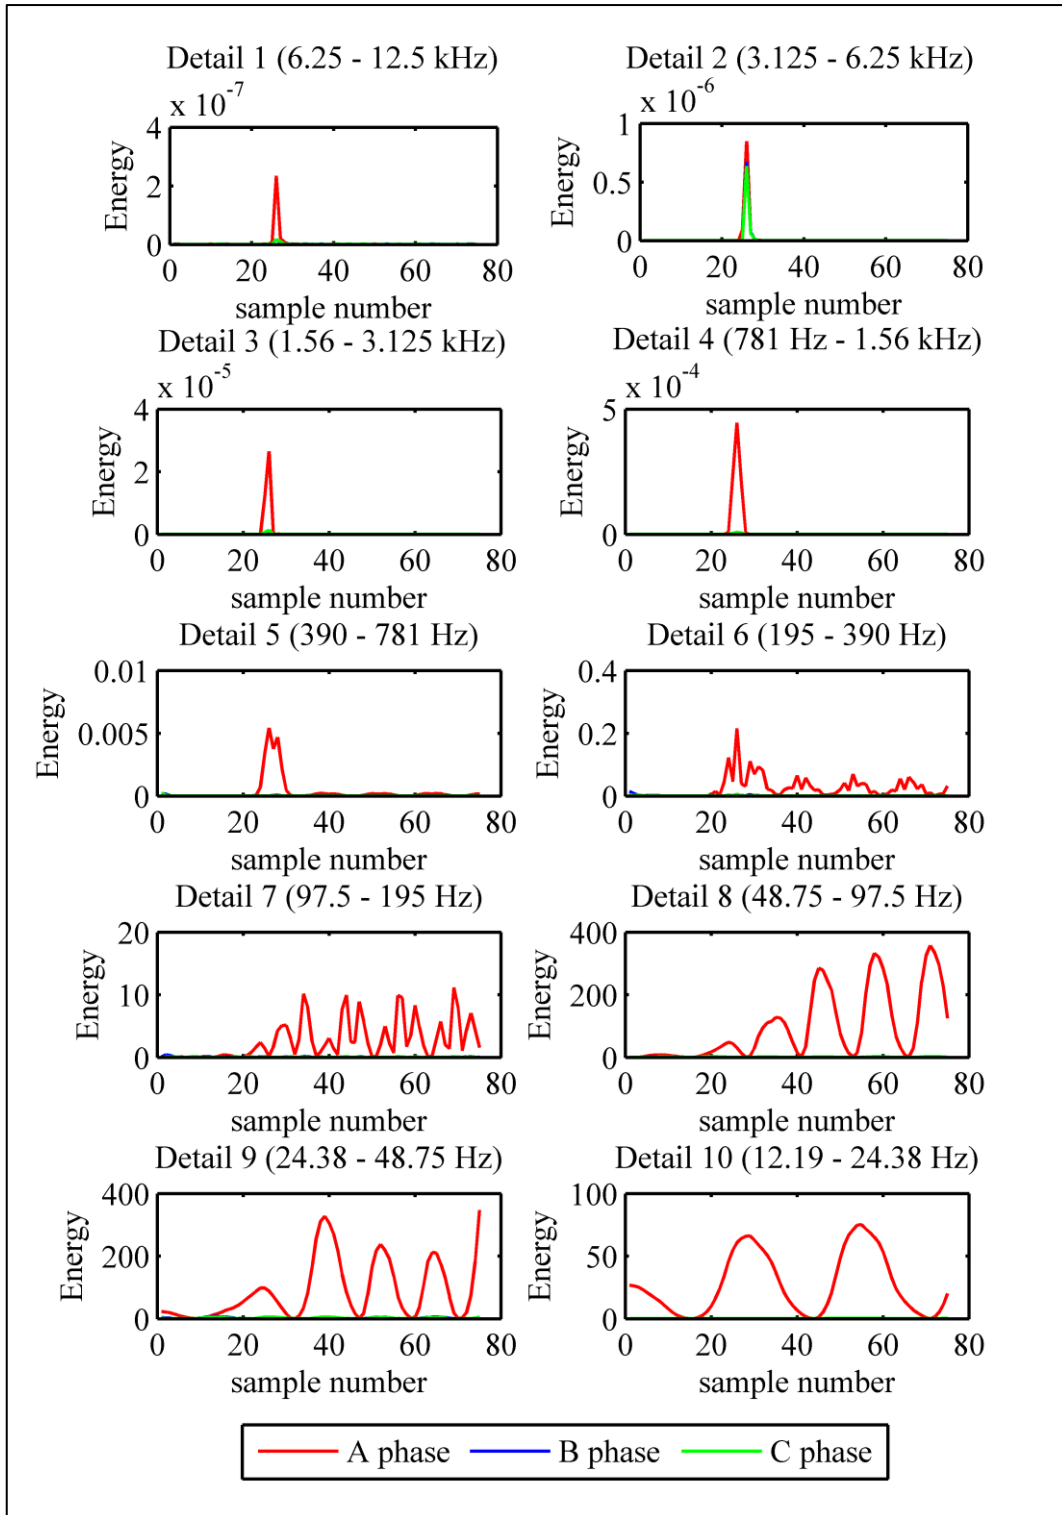 Detail 1 (6.25 - 12.5 kHz)
x 10-7
Energy
4
2
0
0 20 40 60 80
sample number
Detail 2 (3.125 - 6.25 kHz)
x 10-6
Energy
1
0.5
0
0 20 40 60 80
sample number
Detail 3 (1.56 - 3.125 kHz)
x 10-5
Energy
4
2
0
0 20 40 60 80
sample number
Detail 4 (781 Hz - 1.56 kHz)
x 10-4
Energy
5
0
0 20 40 60 80
sample number
Detail 5 (390 - 781 Hz)
Energy
0.01
0.005
0
0 20 40 60 80
sample number
Detail 6 (195 - 390 Hz)
Energy
0.4
0.2
0
0 20 40 60 80
sample number
Detail 7 (97.5 - 195 Hz)
Energy
20
10
0
0 20 40 60 80
sample number
Detail 8 (48.75 - 97.5 Hz)
Energy
400
200
0
0 20 40 60 80
sample number
Detail 9 (24.38 - 48.75 Hz)
Energy
400
200
0
0 20 40 60 80
sample number
Detail 10 (12.19 - 24.38 Hz)
Energy
100
50
0
0 20 40 60 80
sample number
A phase B phase C phase